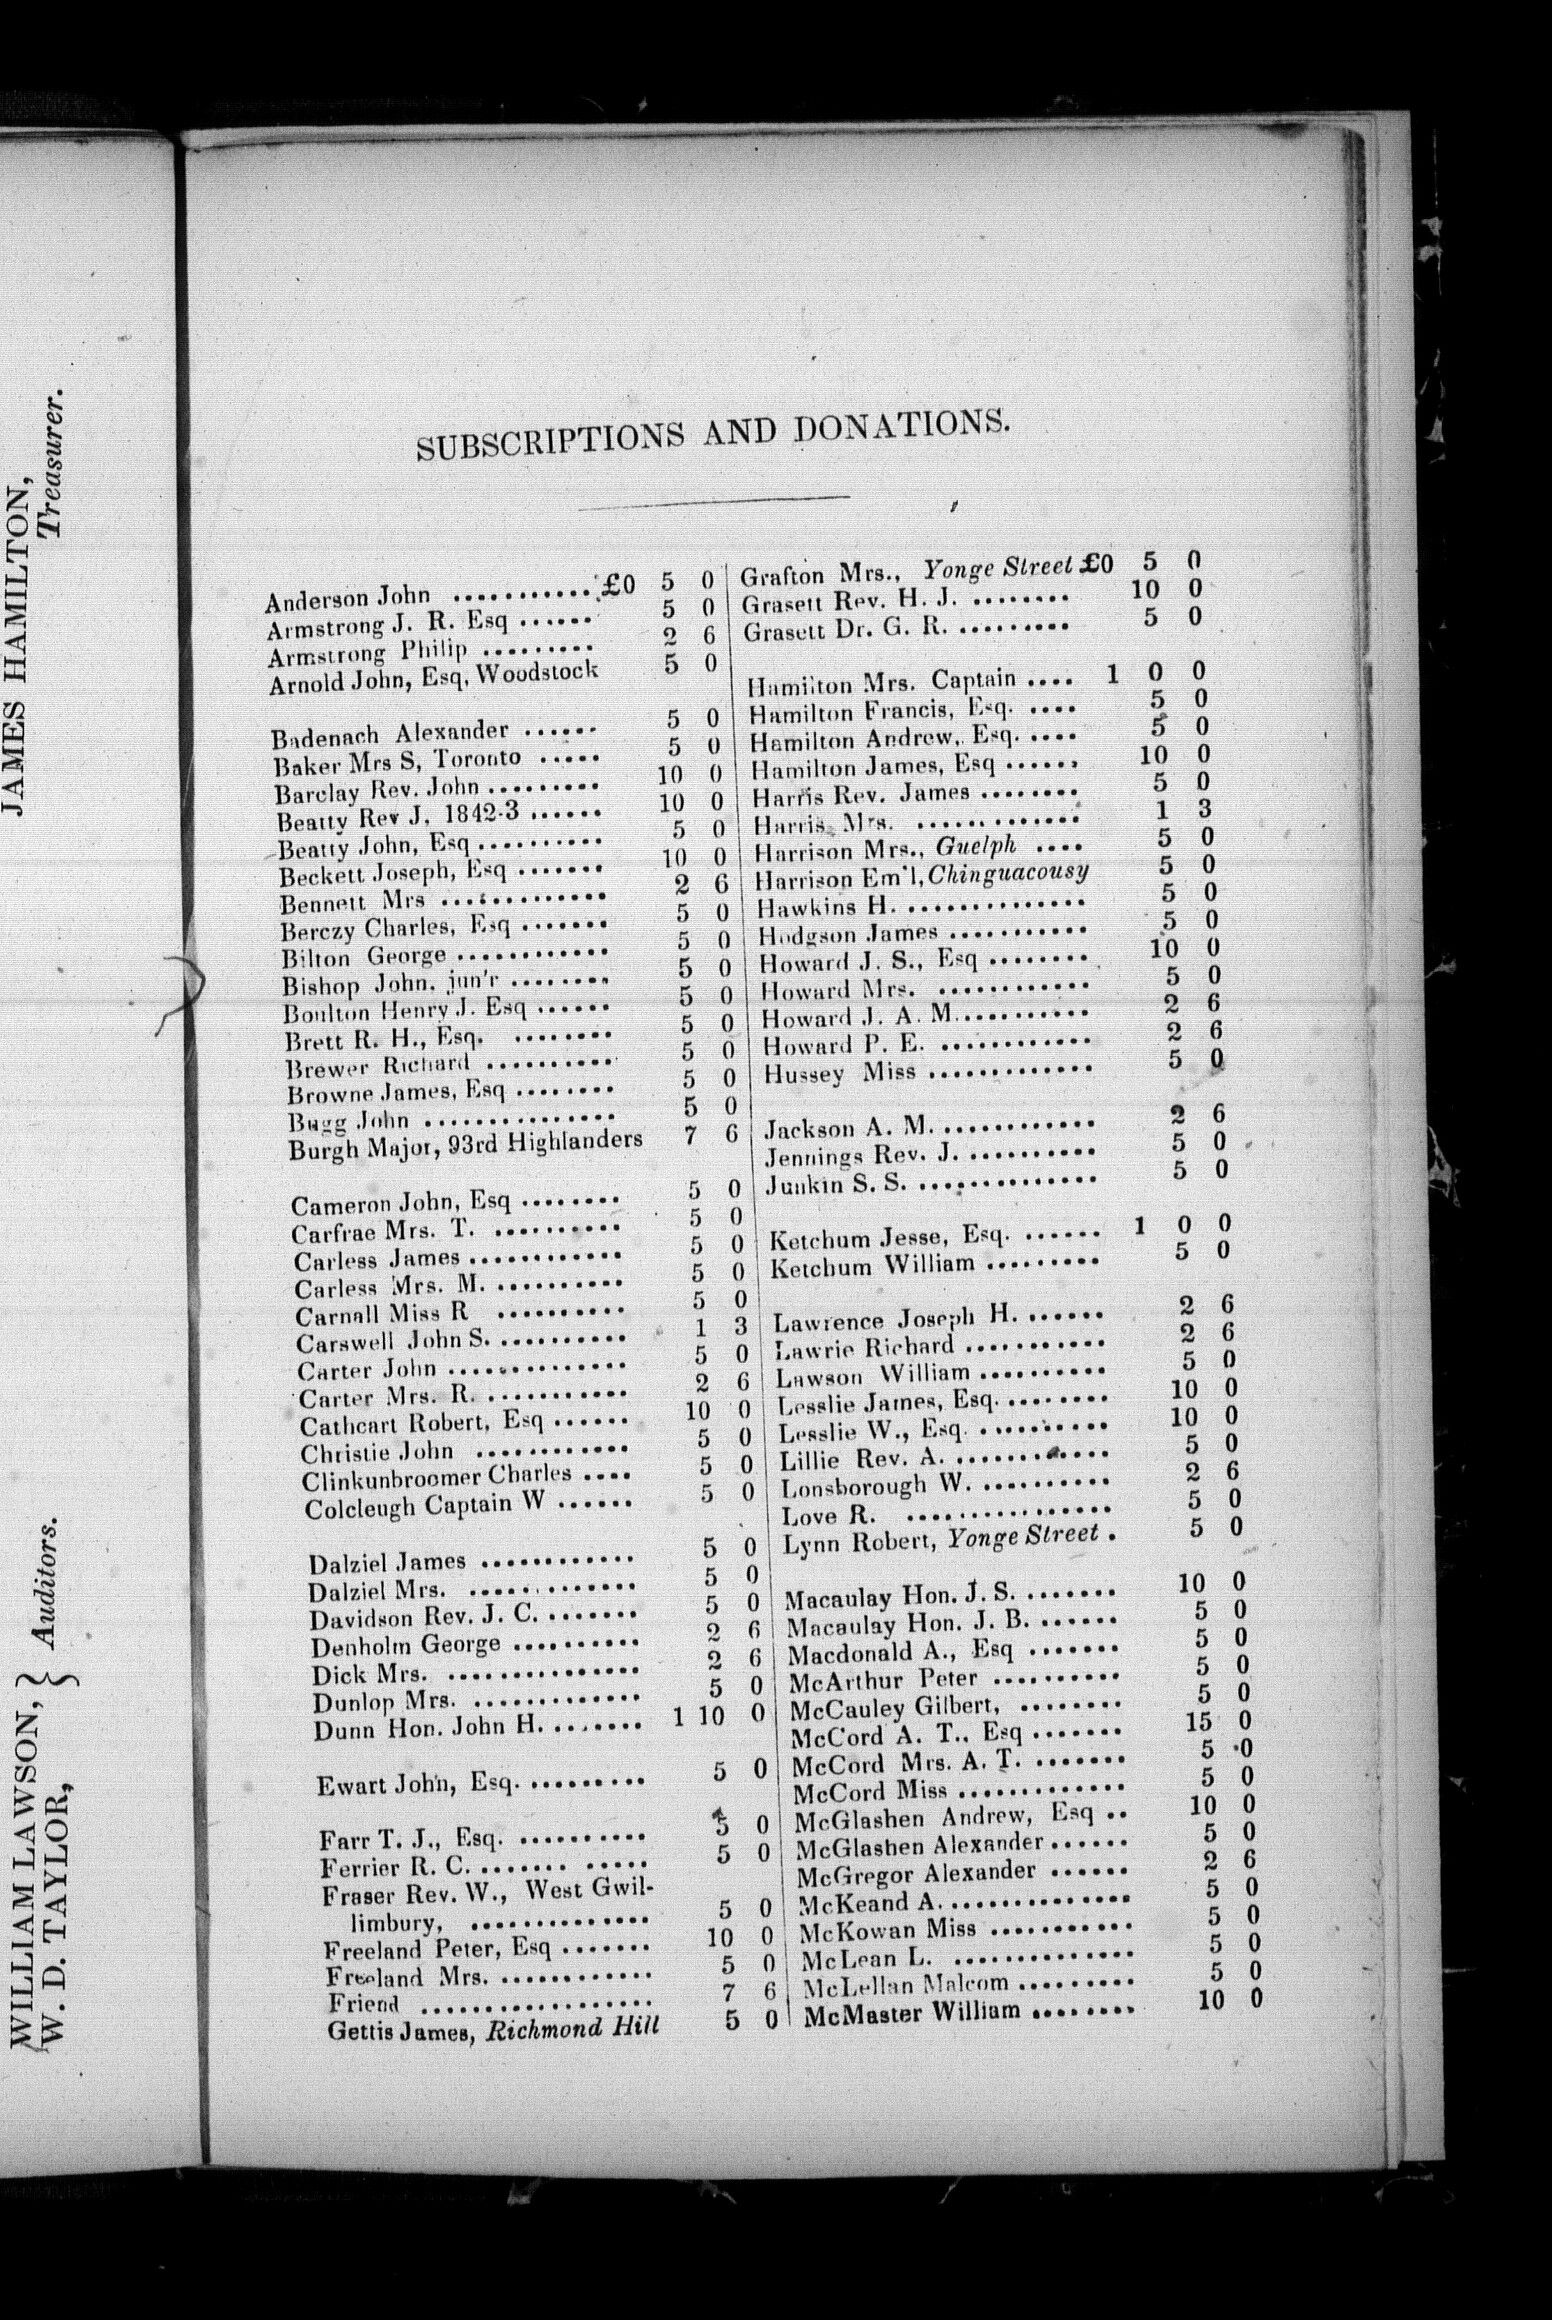 JAMES HAMILTON,
Treasurer.
WILLIAM LAWSON,
W. D. TAYLOR, } Auditors.
SUBSCRIPTIONS AND DONATIONS.
Anderson John ........... £0 5 0
Armstrong J. R. Esq ...... 5 0
Armstrong Philip ......... 2 6
Arnold John, Esq, Woodstock 5 0
Badenach Alexander ...... 5 0
Baker Mrs S, Toronto ..... 5 0
Barclay Rev. John ......... 10 0
Beatty Rev J, 1842-3 ...... 10 0
Beatty John, Esq .......... 5 0
Beckett Joseph, Esq ....... 10 0
Bennett Mrs ............. 2 6
Berczy Charles, Esq ....... 5 0
Bilton George ............ 5 0
Bishop John, jun'r ........ 5 0
Boulton Henry J. Esq ...... 5 0
Brett R. H., Esq. ........ 5 0
Brewer Richard .......... 5 0
Browne James, Esq ........ 5 0
Bugg John ............... 5 0
Burgh Major, 93rd Highlanders 7 6
Cameron John, Esq ........ 5 0
Carfrae Mrs. T. .......... 5 0
Carless James ............ 5 0
Carless Mrs. M. .......... 5 0
Carnall Miss R .......... 5 0
Carswell John S. .......... 1 3
Carter John .............. 5 0
Carter Mrs. R. ........... 2 6
Cathcart Robert, Esq ...... 10 0
Christie John ............ 5 0
Clinkunbroomer Charles .... 5 0
Colcleugh Captain W ...... 5 0
Dalziel James ............ 5 0
Dalziel Mrs. ............. 5 0
Davidson Rev. J. C. ....... 5 0
Denholm George .......... 2 6
Dick Mrs. ............... 2 6
Dunlop Mrs. ............. 5 0
Dunn Hon. John H. ....... 1 10 0
Ewart John, Esq. ......... 5 0
Farr T. J., Esq. .......... 5 0
Ferrier R. C. ....... ..... 5 0
Fraser Rev. W., West Gwil-
limbury, .............. 5 0
Freeland Peter, Esq ....... 10 0
Freeland Mrs. ............ 5 0
Friend .................. 7 6
Gettis James, Richmond Hill 5 0
Grafton Mrs., Yonge Street £0 5 0
Grasett Rev. H. J. ........ 10 0
Grasett Dr. G. R. ......... 5 0
Hamilton Mrs. Captain .... 1 0 0
Hamilton Francis, Esq. .... 5 0
Hamilton Andrew, Esq. .... 5 0
Hamilton James, Esq ...... 10 0
Harris Rev. James ........ 5 0
Harris Mrs. ............. 1 3
Harrison Mrs., Guelph .... 5 0
Harrison Em'l, Chinguacousy 5 0
Hawkins H. .............. 5 0
Hodgson James ........... 5 0
Howard J. S., Esq ........ 10 0
Howard Mrs. ............ 5 0
Howard J. A. M. .......... 2 6
Howard P. E. ............ 2 6
Hussey Miss ............. 5 0
Jackson A. M. ............ 2 6
Jennings Rev. J. .......... 5 0
Junkin S. S. .............. 5 0
Ketchum Jesse, Esq. ...... 1 0 0
Ketchum William ......... 5 0
Lawrence Joseph H. ...... 2 6
Lawrie Richard ........... 2 6
Lawson William .......... 5 0
Lesslie James, Esq. ........ 10 0
Lesslie W., Esq. .......... 10 0
Lillie Rev. A. ............ 5 0
Lonsborough W. .......... 2 6
Love R. ................ 5 0
Lynn Robert, Yonge Street . 5 0
Macaulay Hon. J. S. ....... 10 0
Macaulay Hon. J. B. ...... 5 0
Macdonald A., Esq ....... 5 0
McArthur Peter .......... 5 0
McCauley Gilbert, ........ 5 0
McCord A. T., Esq ....... 15 0
McCord Mrs. A. T. ....... 5 0
McCord Miss ............. 5 0
McGlashen Andrew, Esq .. 10 0
McGlashen Alexander ...... 5 0
McGregor Alexander ...... 2 6
McKeand A. .............. 5 0
McKowan Miss ........... 5 0
McLean L. .............. 5 0
McLellan Malcom ......... 5 0
McMaster William ........ 10 0